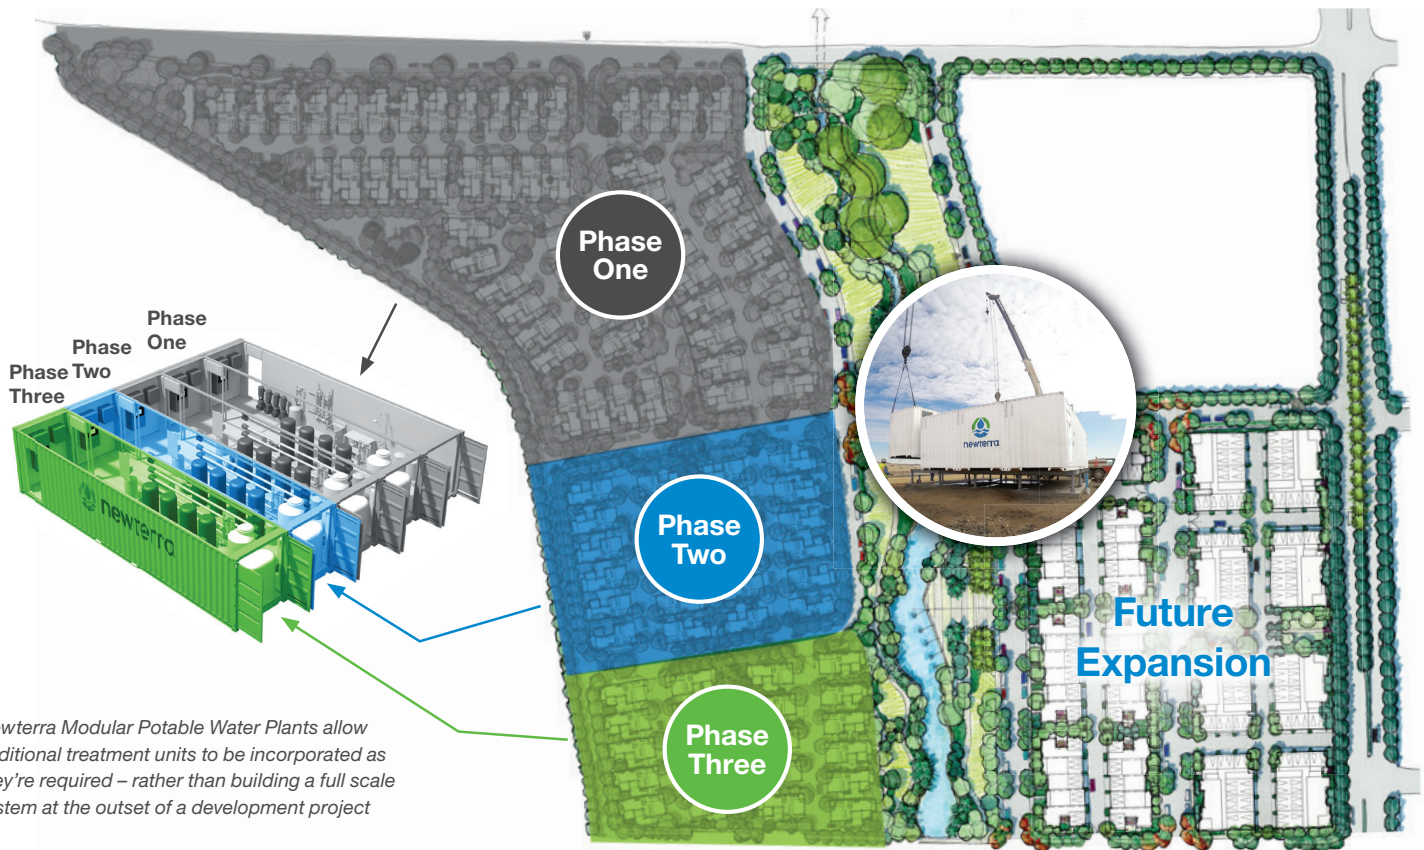 Phase
One
Phase
One
Phase
Two
Phase
Three
newterra
newterra
Phase
Two
Future
Expansion
Phase
Three
wterra Modular Potable Water Plants allow
ditional treatment units to be incorporated as
ey're required – rather than building a full scale
stem at the outset of a development project